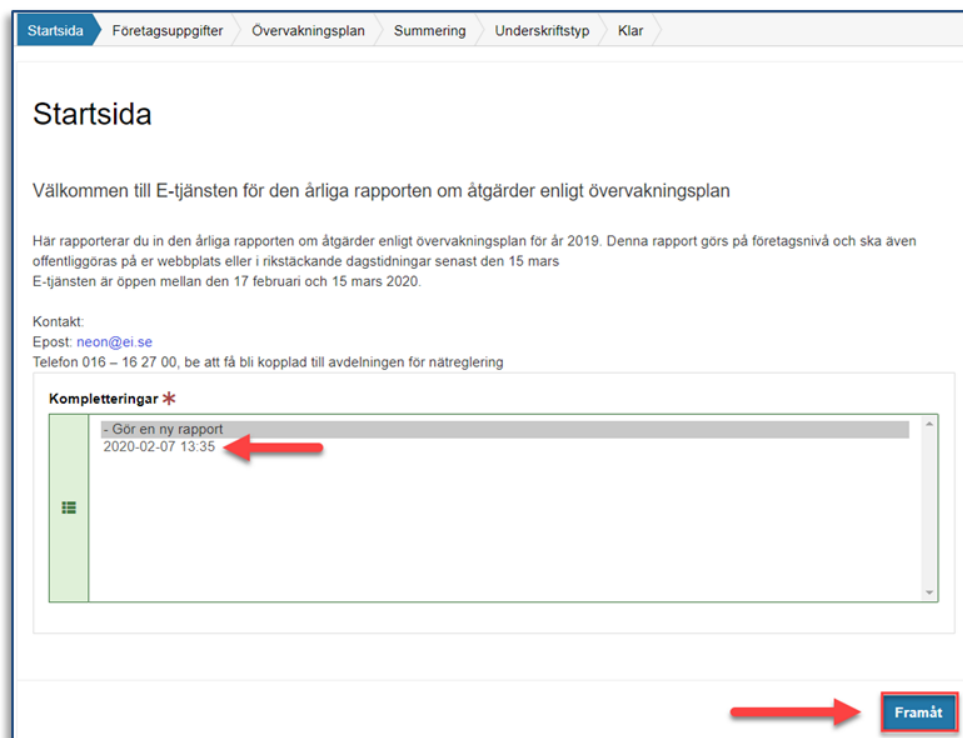 Startsida Företagsuppgifter Övervakningsplan Summering Underskriftstyp Klar
Startsida
Välkommen till E-tjänsten för den årliga rapporten om åtgärder enligt övervakningsplan
Här rapporterar du in den årliga rapporten om åtgärder enligt övervakningsplan för år 2019. Denna rapport görs på företagsnivå och ska även
offentliggöras på er webbplats eller i rikstäckande dagstidningar senast den 15 mars
E-tjänsten är öppen mellan den 17 februari och 15 mars 2020.
Kontakt:
Epost: neon@ei.se
Telefon 016 – 16 27 00, be att få bli kopplad till avdelningen för nätreglering
Kompletteringar *
- Gör en ny rapport
2020-02-07 13:35
Framåt